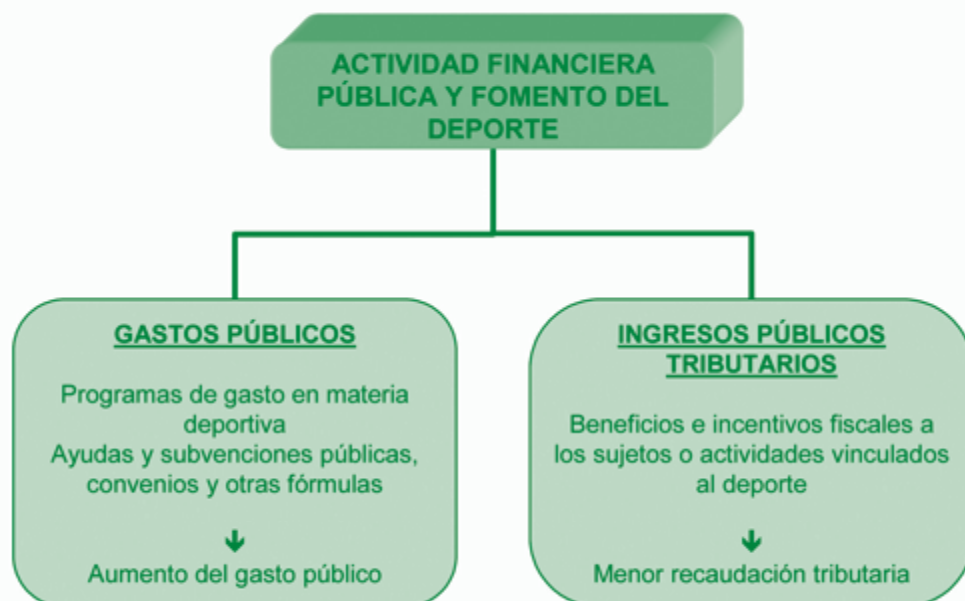 ACTIVIDAD FINANCIERA
PÚBLICA Y FOMENTO DEL
DEPORTE
GASTOS PÚBLICOS
Programas de gasto en materia
deportiva
Ayudas y subvenciones públicas,
convenios y otras fórmulas
Aumento del gasto público
INGRESOS PÚBLICOS
TRIBUTARIOS
Beneficios e incentivos fiscales a
los sujetos o actividades vinculados
al deporte
Menor recaudación tributaria